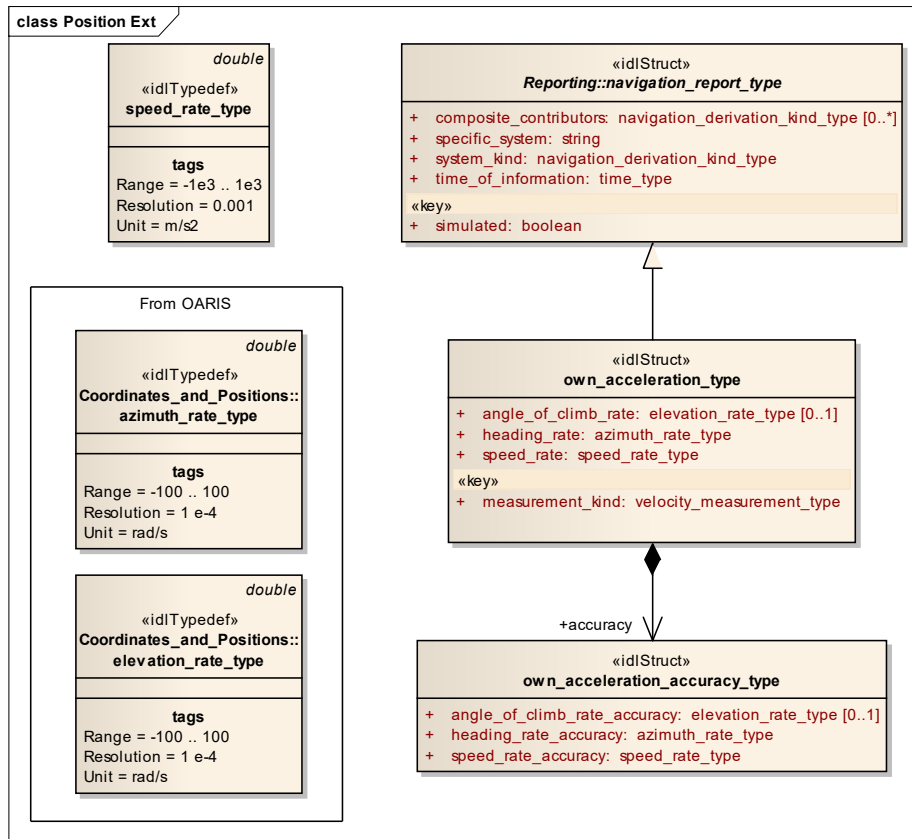 class Position Ext
double
«idlTypedef»
speed_rate_type
tags
Range = -1e3 .. 1e3
Resolution = 0.001
Unit = m/s2
«idlStruct»
Reporting::navigation_report_type
+ composite_contributors: navigation_derivation_kind_type [0..*]
+ specific_system: string
+ system_kind: navigation_derivation_kind_type
+ time_of_information: time_type
«key»
+ simulated: boolean
From OARIS
double
«idlTypedef»
Coordinates_and_Positions::
azimuth_rate_type
tags
Range = -100 .. 100
Resolution = 1 e-4
Unit = rad/s
«idlStruct»
own_acceleration_type
+ angle_of_climb_rate: elevation_rate_type [0..1]
+ heading_rate: azimuth_rate_type
+ speed_rate: speed_rate_type
«key»
+ measurement_kind: velocity_measurement_type
double
«idlTypedef»
Coordinates_and_Positions::
elevation_rate_type
tags
Range = -100 .. 100
Resolution = 1 e-4
Unit = rad/s
+accuracy
«idlStruct»
own_acceleration_accuracy_type
+ angle_of_climb_rate_accuracy: elevation_rate_type [0..1]
+ heading_rate_accuracy: azimuth_rate_type
+ speed_rate_accuracy: speed_rate_type